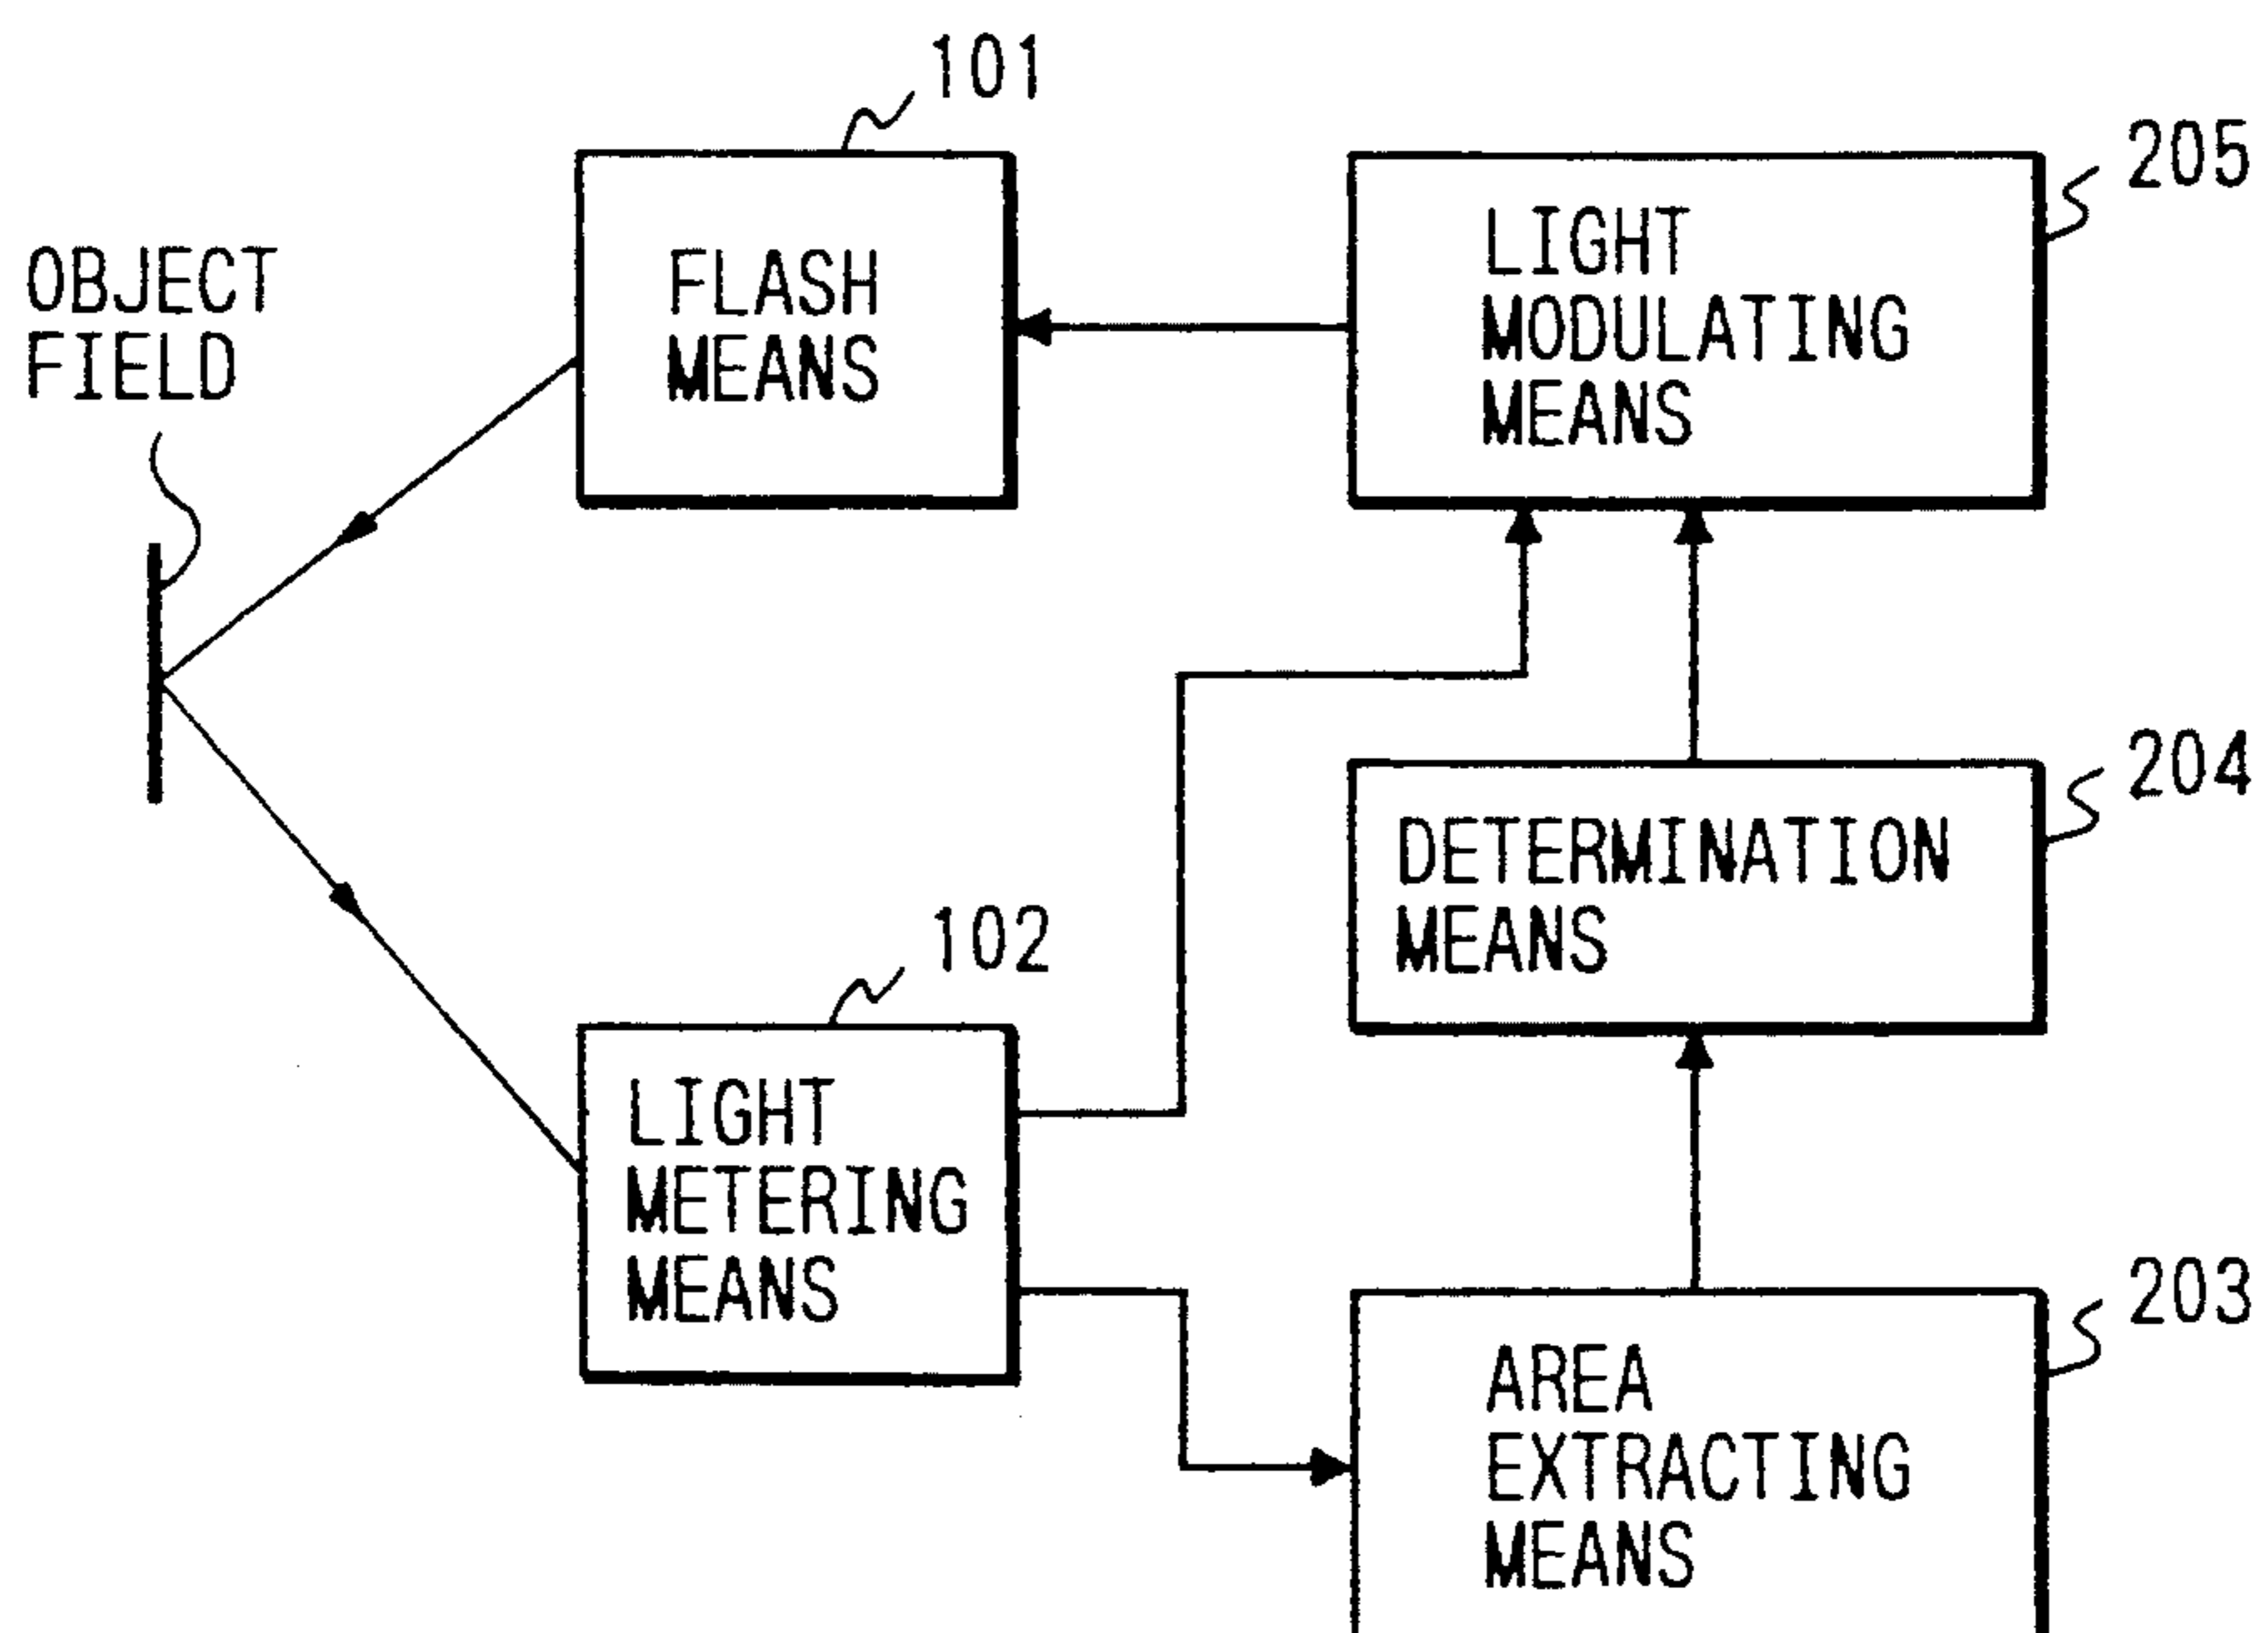 101
205
OBJECT
FIELD
FLASH
MEANS
LIGHT
MODULATING
MEANS
204
DETERMINATION
MEANS
102
LIGHT
METERING
MEANS
203
AREA
EXTRACTING
MEANS